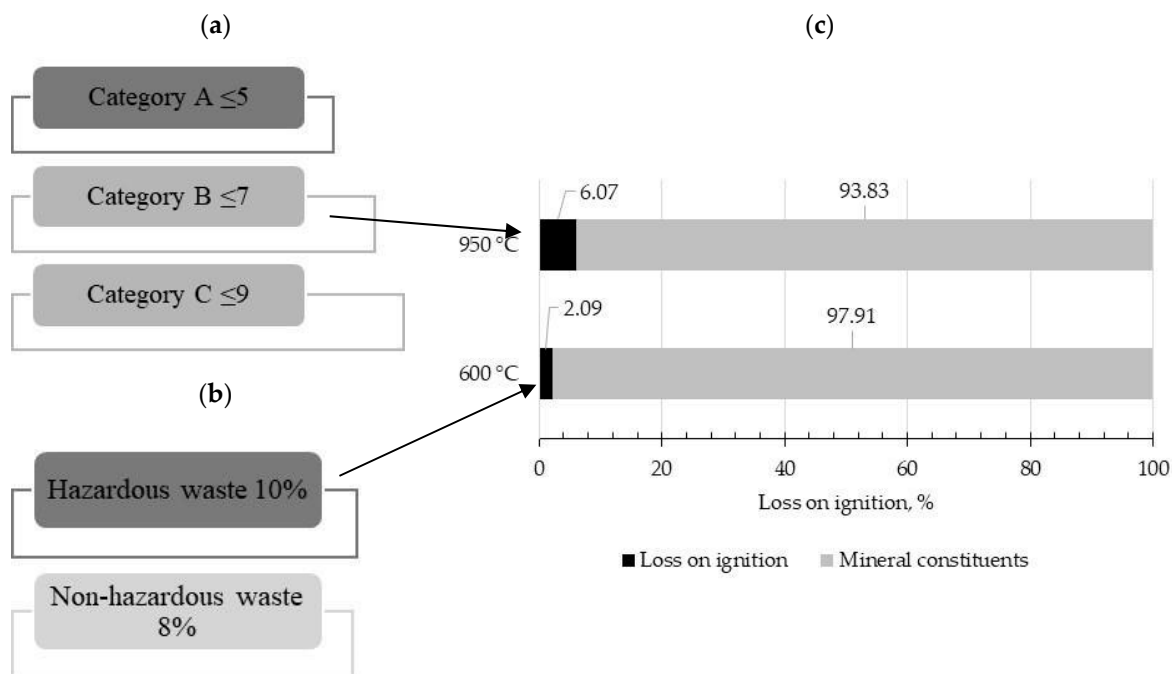 (a)
Category A ≤5
Category B ≤7
Category C ≤9
(b)
Hazardous waste 10%
Non-hazardous waste
8%
(c)
6.07
93.83
950 °C
2.09
97.91
600 °C
0 20 40 60 80 100
Loss on ignition, %
Loss on ignition Mineral constituents